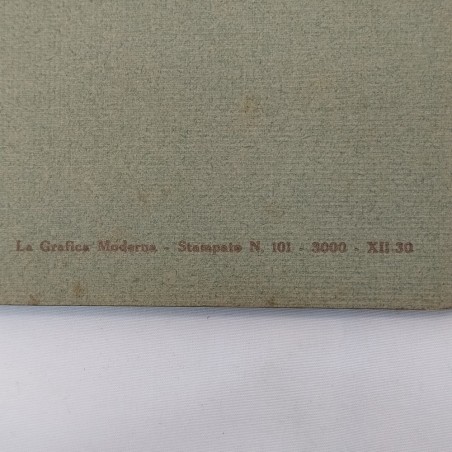 La Grafica Moderna - Stampato N. 101 - 3000 - XII-30